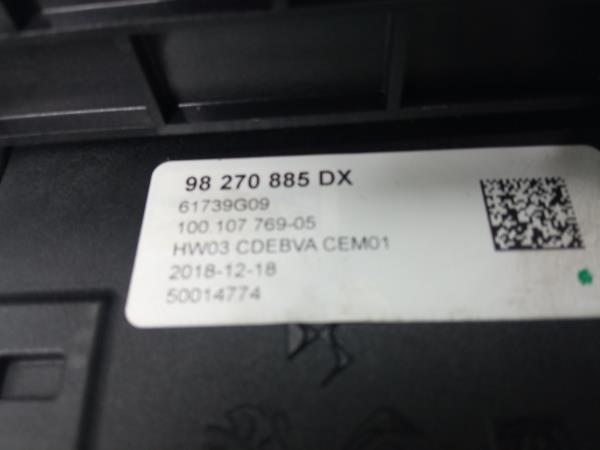 98 270 885 DX
61739G09
100.107 769-05
HW03 CDEBVA CEM01
2018-12-18
50014774